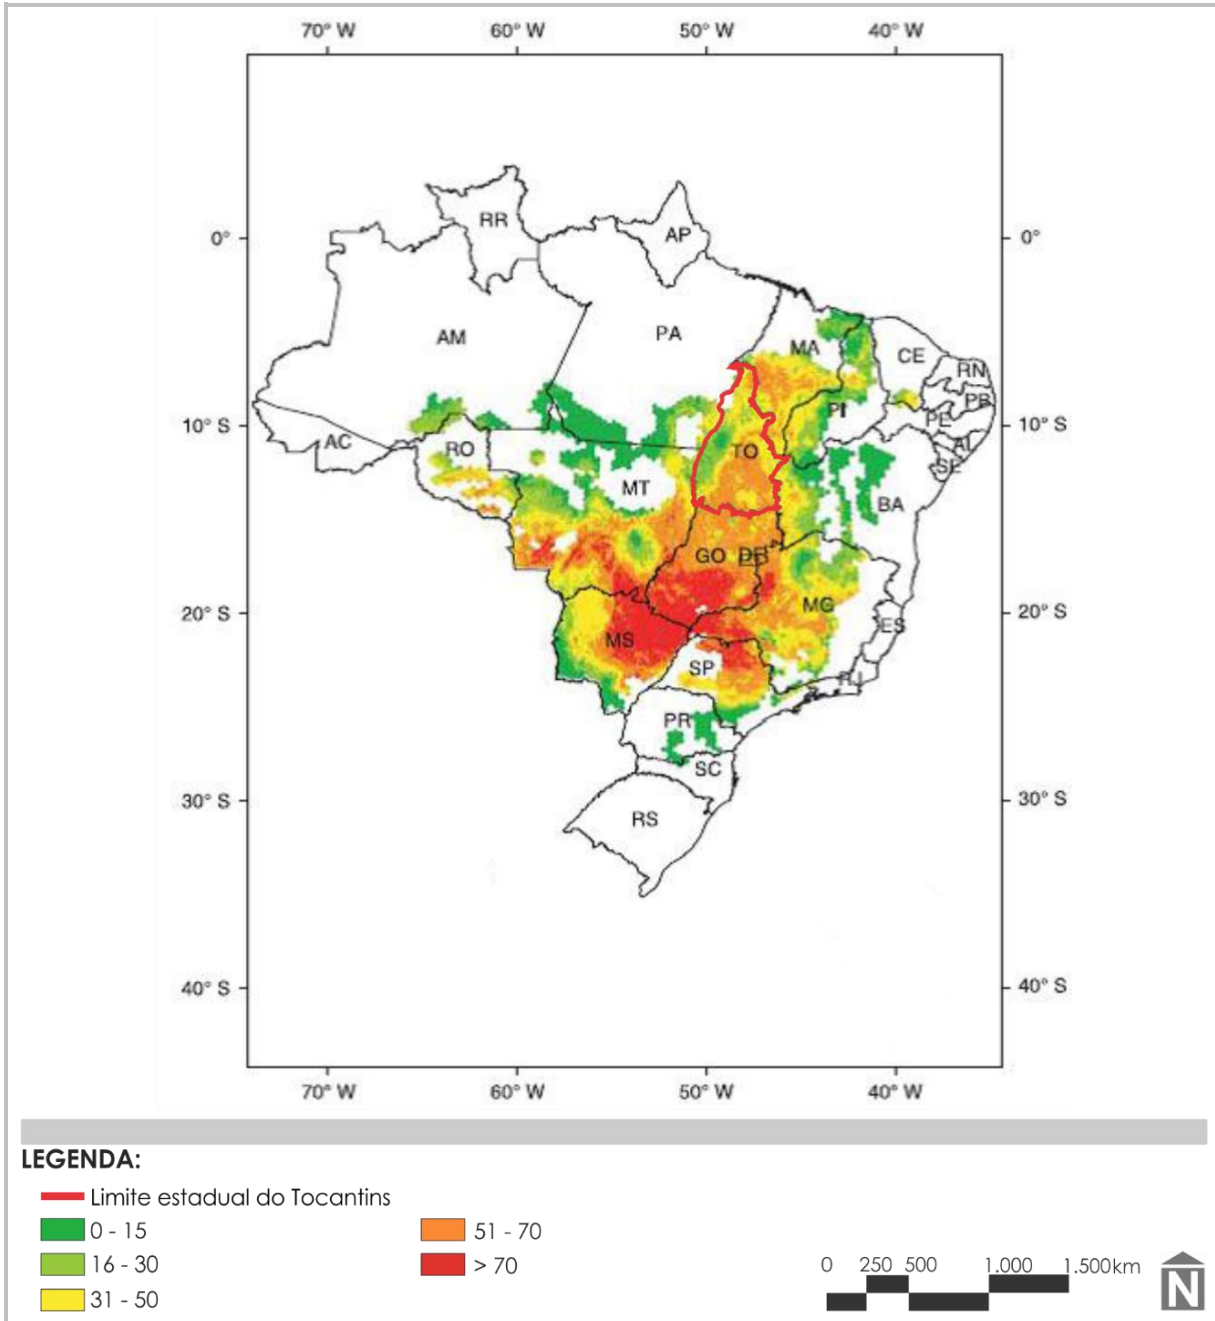 70° W 60° W 50° W 40° W
RR
AP
0° 0°
AM
PA
MA
CE
RN
PB
PI
PE
10° S 10° S
AC
RO
TO
AL
SE
MT
BA
GO DF
20° S 20° S
MG
ES
MS
SP
RJ
PR
SC
30° S 30° S
RS
40° S 40° S
70° W 60° W 50° W 40° W
LEGENDA:
Limite estadual do Tocantins
0 - 15 51 - 70
16 - 30 > 70
31 - 50
0 250 500 1.000 1.500km
N